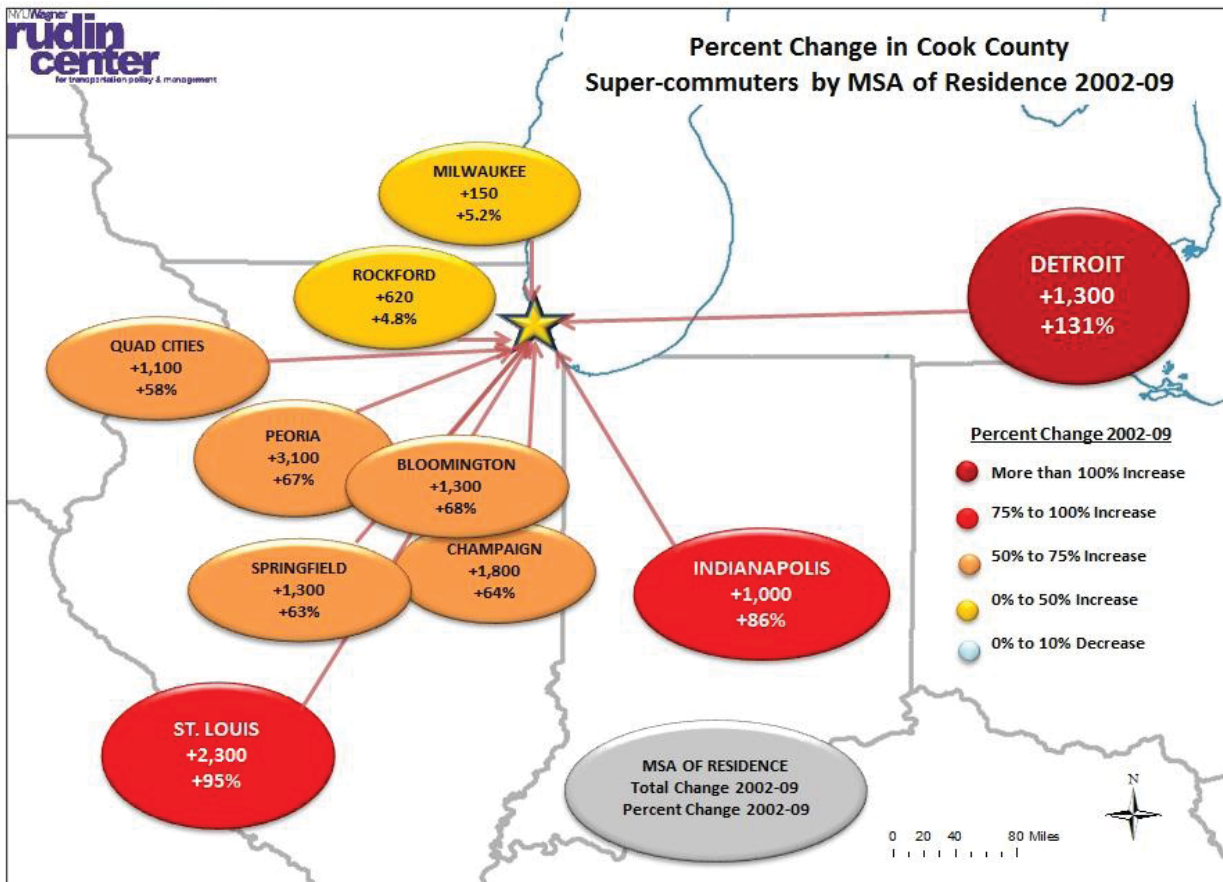 NYUWagner
rudin
center
for transportation policy & management
Percent Change in Cook County
Super-commuters by MSA of Residence 2002-09
MILWAUKEE
+150
+5.2%
ROCKFORD
+620
+4.8%
DETROIT
+1,300
+131%
QUAD CITIES
+1,100
+58%
PEORIA
+3,100
+67%
BLOOMINGTON
+1,300
+68%
SPRINGFIELD
+1,300
+63%
CHAMPAIGN
+1,800
+64%
INDIANAPOLIS
+1,000
+86%
ST. LOUIS
+2,300
+95%
Percent Change 2002-09
More than 100% Increase
75% to 100% Increase
50% to 75% Increase
0% to 50% Increase
0% to 10% Decrease
MSA OF RESIDENCE
Total Change 2002-09
Percent Change 2002-09
N
0 20 40 80 Miles